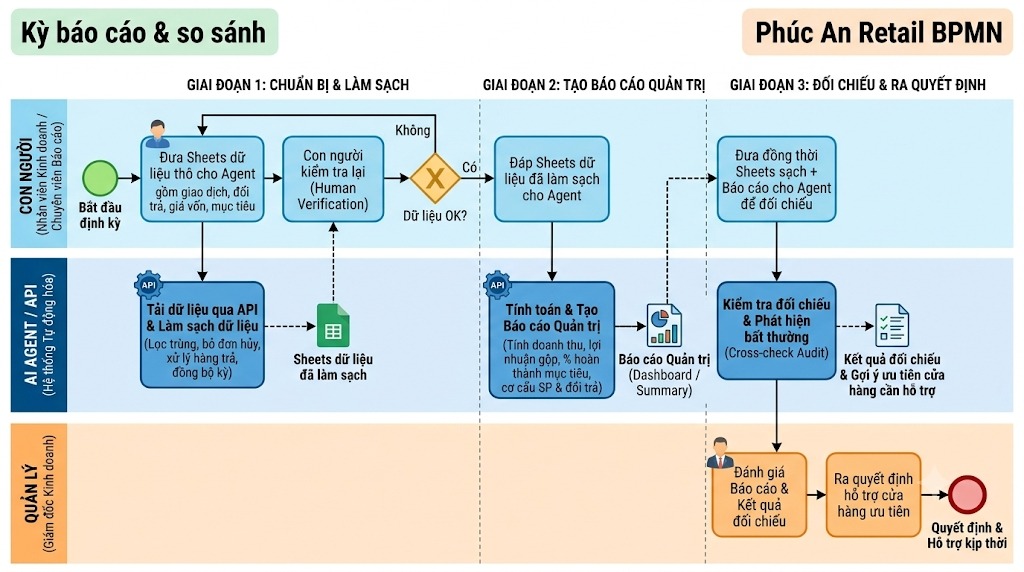 Kỳ báo cáo & so sánh
Phúc An Retail BPMN
GIAI ĐOẠN 1: CHUẨN BỊ & LÀM SẠCH
GIAI ĐOẠN 2: TẠO BÁO CÁO QUẢN TRỊ
GIAI ĐOẠN 3: ĐỐI CHIẾU & RA QUYẾT ĐỊNH
CON NGƯỜI
(Nhân viên Kinh doanh /
Chuyên viên Báo cáo)
Bắt đầu
định kỳ
Đưa Sheets dữ
liệu thô cho Agent
gồm giao dịch, đổi
trả, giá vốn, mục tiêu
Con người
kiểm tra lại
(Human
Verification)
Không
X
Có
Dữ liệu OK?
Đáp Sheets dữ
liệu đã làm sạch
cho Agent
Đưa đồng thời
Sheets sạch +
Báo cáo cho Agent
để đối chiếu
AI AGENT / API
(Hệ thống Tự động hóa)
API
Tải dữ liệu qua API
& Làm sạch dữ liệu
(Lọc trùng, bỏ đơn hủy,
xử lý hàng trả,
đồng bộ kỳ)
Sheets dữ liệu
đã làm sạch
API
Tính toán & Tạo
Báo cáo Quản trị
(Tính doanh thu, lợi
nhuận gộp, % hoàn
thành mục tiêu,
cơ cấu SP & đổi trả)
Báo cáo Quản trị
(Dashboard /
Summary)
Kiểm tra đối chiếu
& Phát hiện
bất thường
(Cross-check Audit)
Kết quả đối chiếu
& Gợi ý ưu tiên cửa
hàng cần hỗ trợ
QUẢN LÝ
(Giám đốc Kinh doanh)
Đánh giá
Báo cáo &
Kết quả
đối chiếu
Ra quyết định
hỗ trợ cửa
hàng ưu tiên
Quyết định &
Hỗ trợ kịp thời